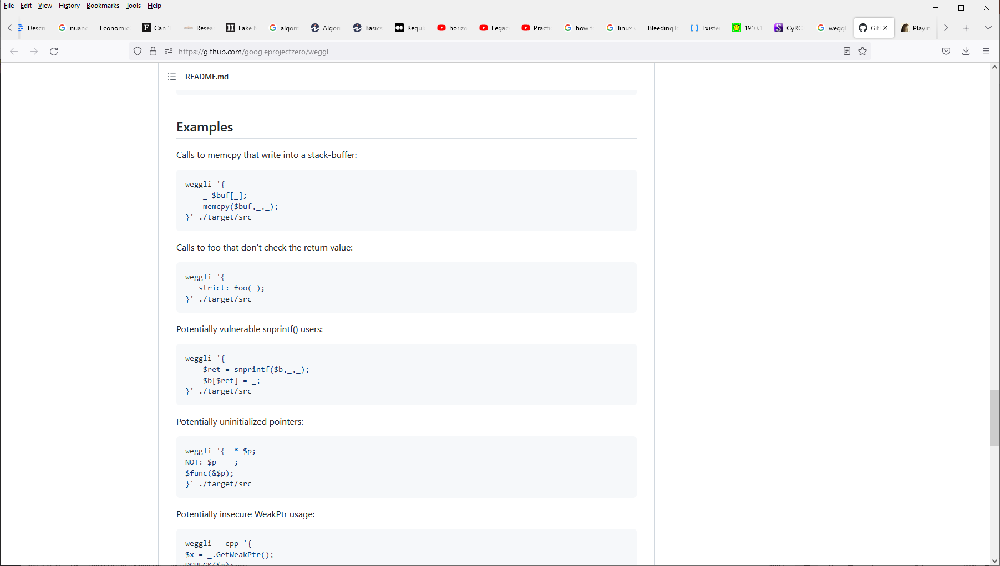 File Edit View History Bookmarks Tools Help
Descri nuanc Economic Can 'F Resea Fake algori Algori Basics Regula horizo Legac Practi how t linux BleedingTo Existe 1910.1 CyRC weggl Git Playin
https://github.com/googleprojectzero/weggli
README.md
Examples
Calls to memcpy that write into a stack-buffer:
weggli '{
    _ $buf[_];
    memcpy($buf,_,_);
}' ./target/src
Calls to foo that don't check the return value:
weggli '{
   strict: foo(_);
}' ./target/src
Potentially vulnerable snprintf() users:
weggli '{
    $ret = snprintf($b,_,_);
    $b[$ret] = _;
}' ./target/src
Potentially uninitialized pointers:
weggli '{ _* $p;
NOT: $p = _;
$func(&$p);
}' ./target/src
Potentially insecure WeakPtr usage:
weggli --cpp '{
$x = _.GetWeakPtr();
DCHECK($x);